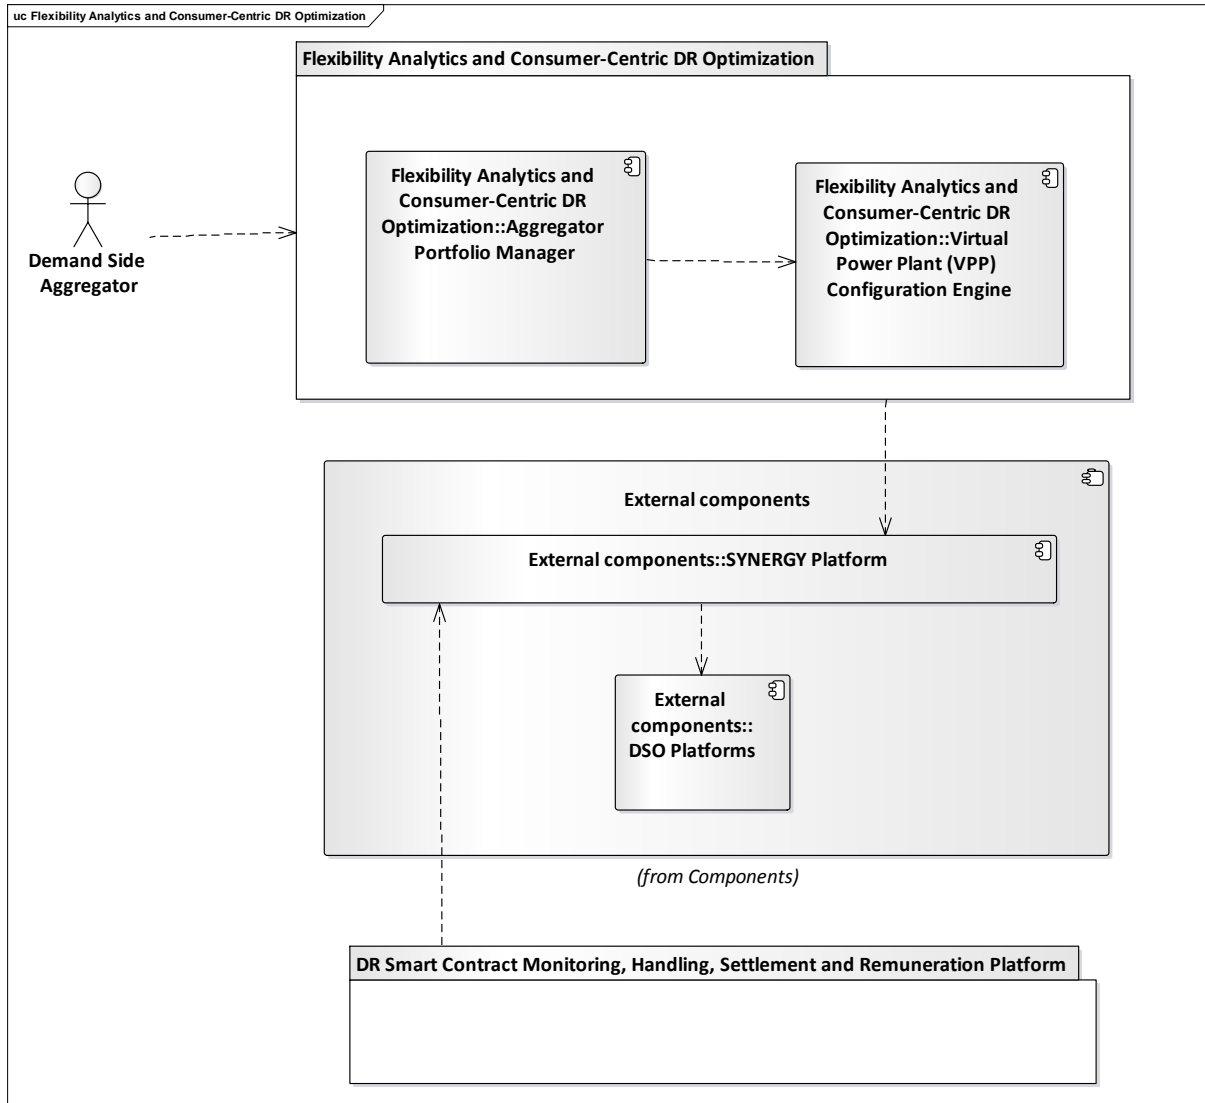 uc Flexibility Analytics and Consumer-Centric DR Optimization
Flexibility Analytics and Consumer-Centric DR Optimization
Flexibility Analytics and
Consumer-Centric DR
Optimization::Aggregator
Portfolio Manager
Flexibility Analytics and
Consumer-Centric DR
Optimization::Virtual
Power Plant (VPP)
Configuration Engine
Demand Side
Aggregator
External components
External components::SYNERGY Platform
External
components::
DSO Platforms
(from Components)
DR Smart Contract Monitoring, Handling, Settlement and Remuneration Platform